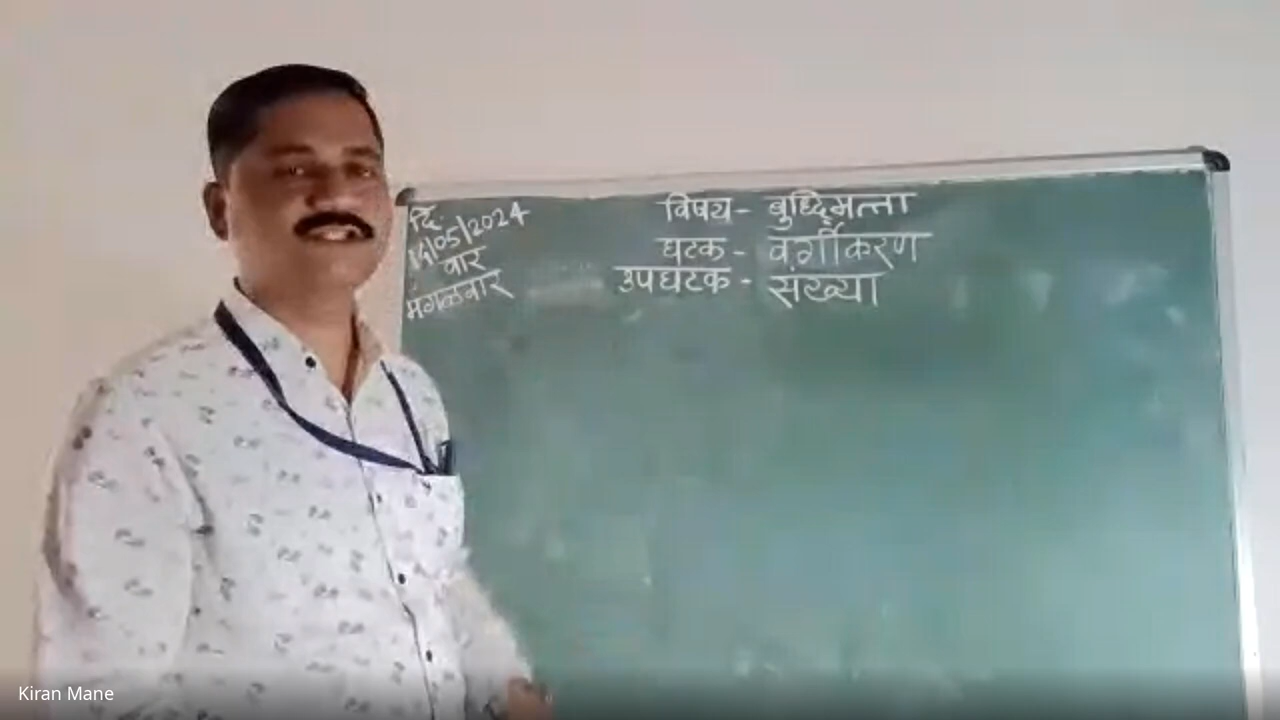 दि.
14/05/2024
वार
मंगळवार
विषय - बुध्दिमत्ता
घटक - वर्गीकरण
उपघटक - संख्या
Kiran Mane